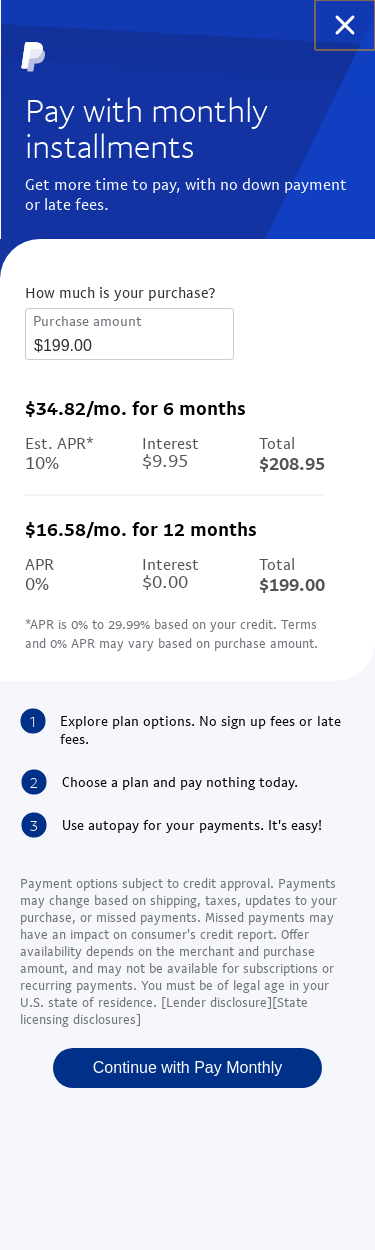 Pay with monthly
installments
Get more time to pay, with no down payment
or late fees.
How much is your purchase?
Purchase amount
$199.00
$34.82/mo. for 6 months
Est. APR* Interest Total
10% $9.95 $208.95
$16.58/mo. for 12 months
APR Interest Total
0% $0.00 $199.00
*APR is 0% to 29.99% based on your credit. Terms
and 0% APR may vary based on purchase amount.
1 Explore plan options. No sign up fees or late
fees.
2 Choose a plan and pay nothing today.
3 Use autopay for your payments. It's easy!
Payment options subject to credit approval. Payments
may change based on shipping, taxes, updates to your
purchase, or missed payments. Missed payments may
have an impact on consumer's credit report. Offer
availability depends on the merchant and purchase
amount, and may not be available for subscriptions or
recurring payments. You must be of legal age in your
U.S. state of residence. [Lender disclosure][State
licensing disclosures]
Continue with Pay Monthly